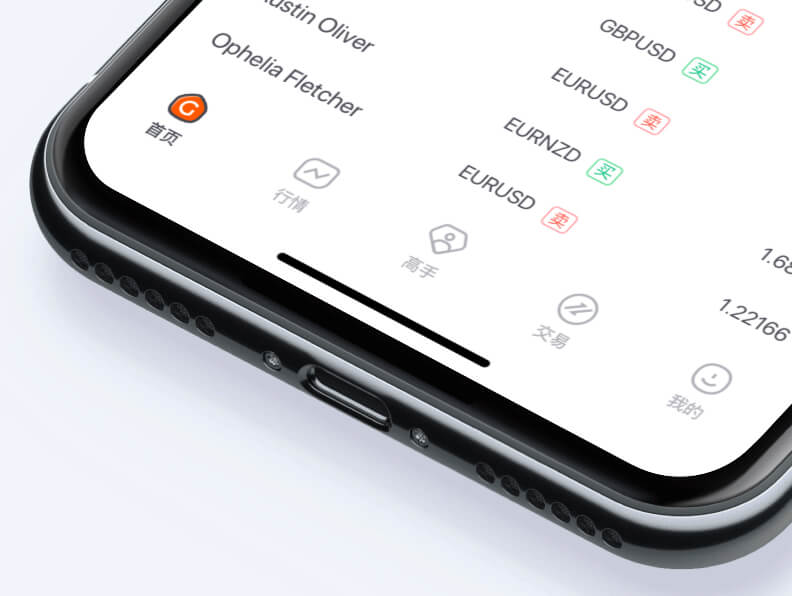 SD 卖
GBPUSD 买
EURUSD 卖
EURNZD 买
EURUSD 卖
ustin Oliver
Ophelia Fletcher
1.68
1.22166
G
首页
行情
高手
交易
我的